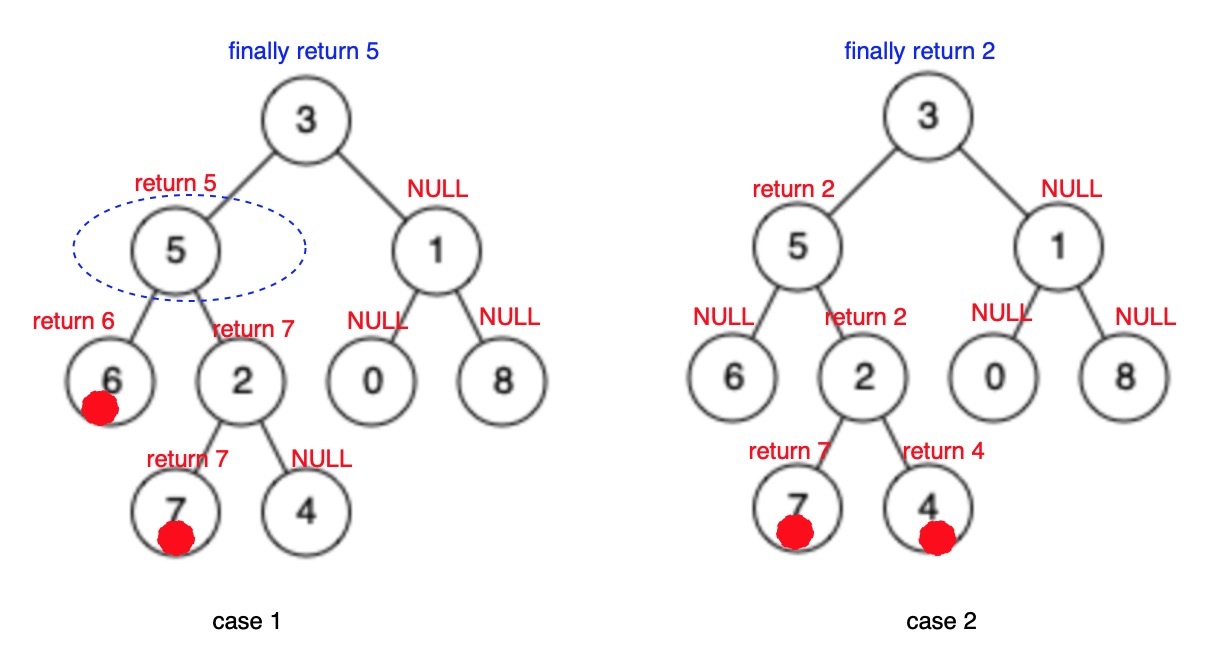 finally return 5
3
return 5
NULL
5
1
return 6
return 7
NULL
NULL
6
2
0
8
return 7
NULL
7
4
case 1
finally return 2
3
return 2
NULL
5
1
NULL
return 2
NULL
NULL
6
2
0
8
return 7
return 4
7
4
case 2